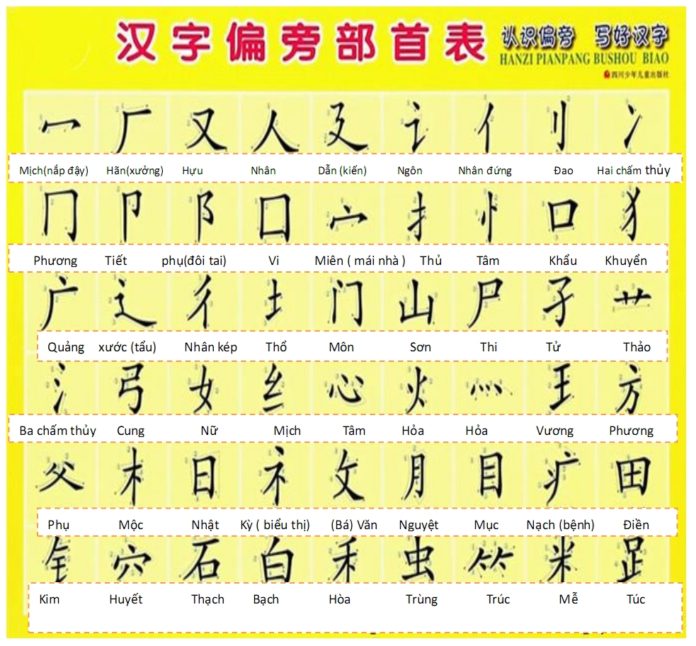 汉字偏旁部首表 认识偏旁 写好汉字
HANZI PIANPANG BUSHOU BIAO
四川少年儿童出版社
冖 厂 又 人 廴 讠 亻 刂 冫
Mịch(nắp đậy) Hãn(xưởng) Hựu Nhân Dẫn (kiến) Ngôn Nhân đứng Đao Hai chấm thủy
冂 卩 阝 囗 宀 扌 忄 口 犭
Phương Tiết phụ(đôi tai) Vi Miên ( mái nhà ) Thủ Tâm Khẩu Khuyển
广 辶 彳 土 门 山 尸 孑 艹
Quảng xước (tẩu) Nhân kép Thổ Môn Sơn Thi Tử Thảo
氵 弓 女 纟 心 火 灬 王 方
Ba chấm thủy Cung Nữ Mịch Tâm Hỏa Hỏa Vương Phương
父 木 日 礻 攵 月 目 疒 田
Phụ Mộc Nhật Kỳ ( biểu thị) (Bá) Văn Nguyệt Mục Nạch (bệnh) Điền
钅 穴 石 白 禾 虫 ⺮ 米 𧾷
Kim Huyết Thạch Bạch Hòa Trùng Trúc Mễ Túc